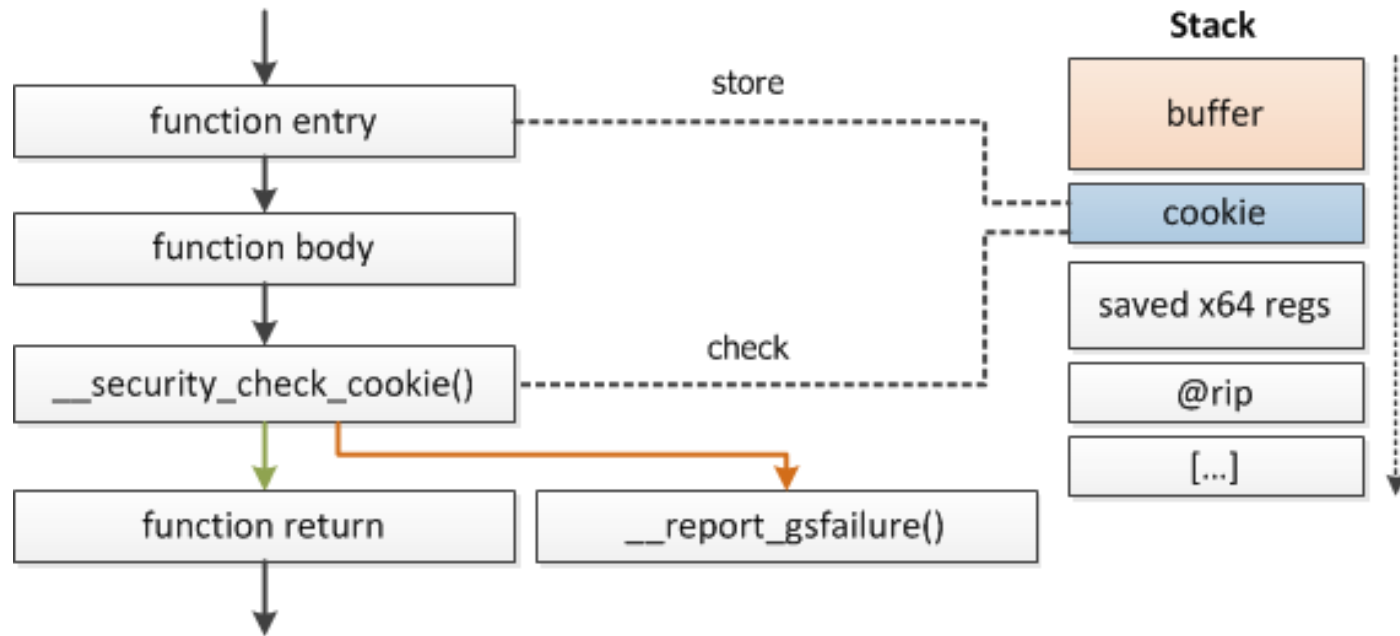 Stack
store
function entry
buffer
cookie
function body
saved x64 regs
check
__security_check_cookie()
@rip
[...]
function return
__report_gsfailure()